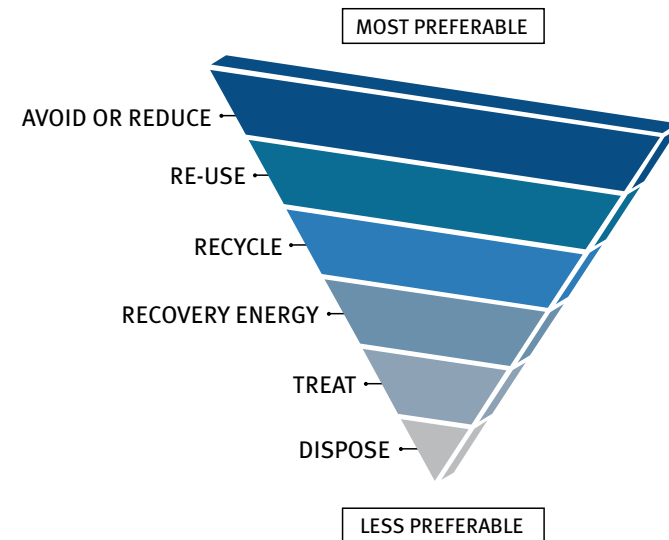 MOST PREFERABLE
AVOID OR REDUCE
RE-USE
RECYCLE
RECOVERY ENERGY
TREAT
DISPOSE
LESS PREFERABLE